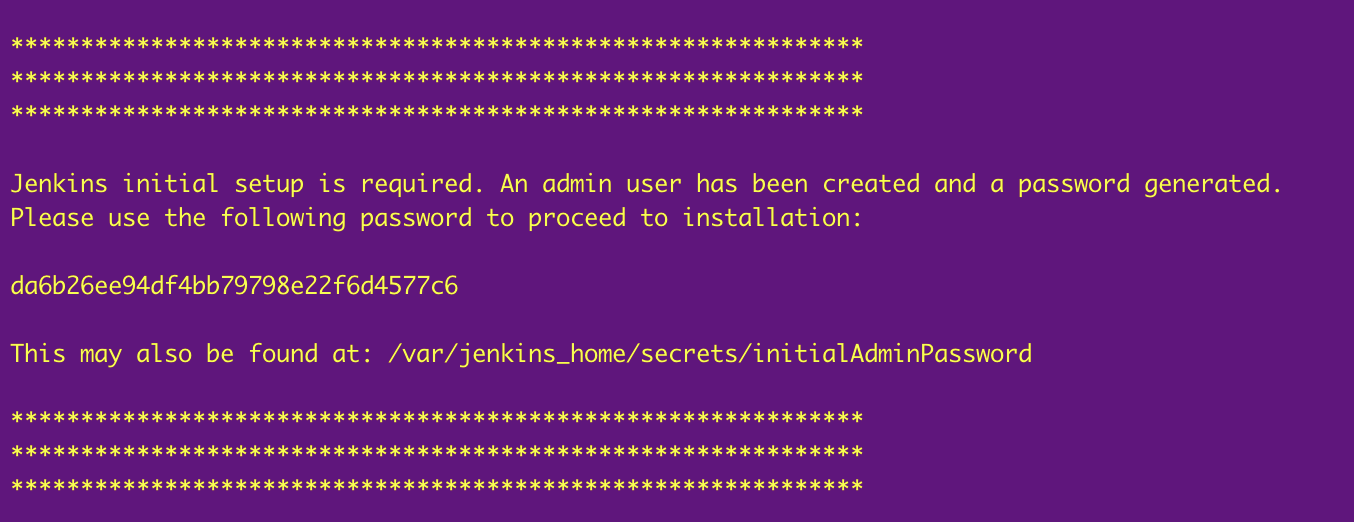 *************************************************************
*************************************************************
*************************************************************
Jenkins initial setup is required. An admin user has been created and a password generated.
Please use the following password to proceed to installation:
da6b26ee94df4bb79798e22f6d4577c6
This may also be found at: /var/jenkins_home/secrets/initialAdminPassword
*************************************************************
*************************************************************
*************************************************************